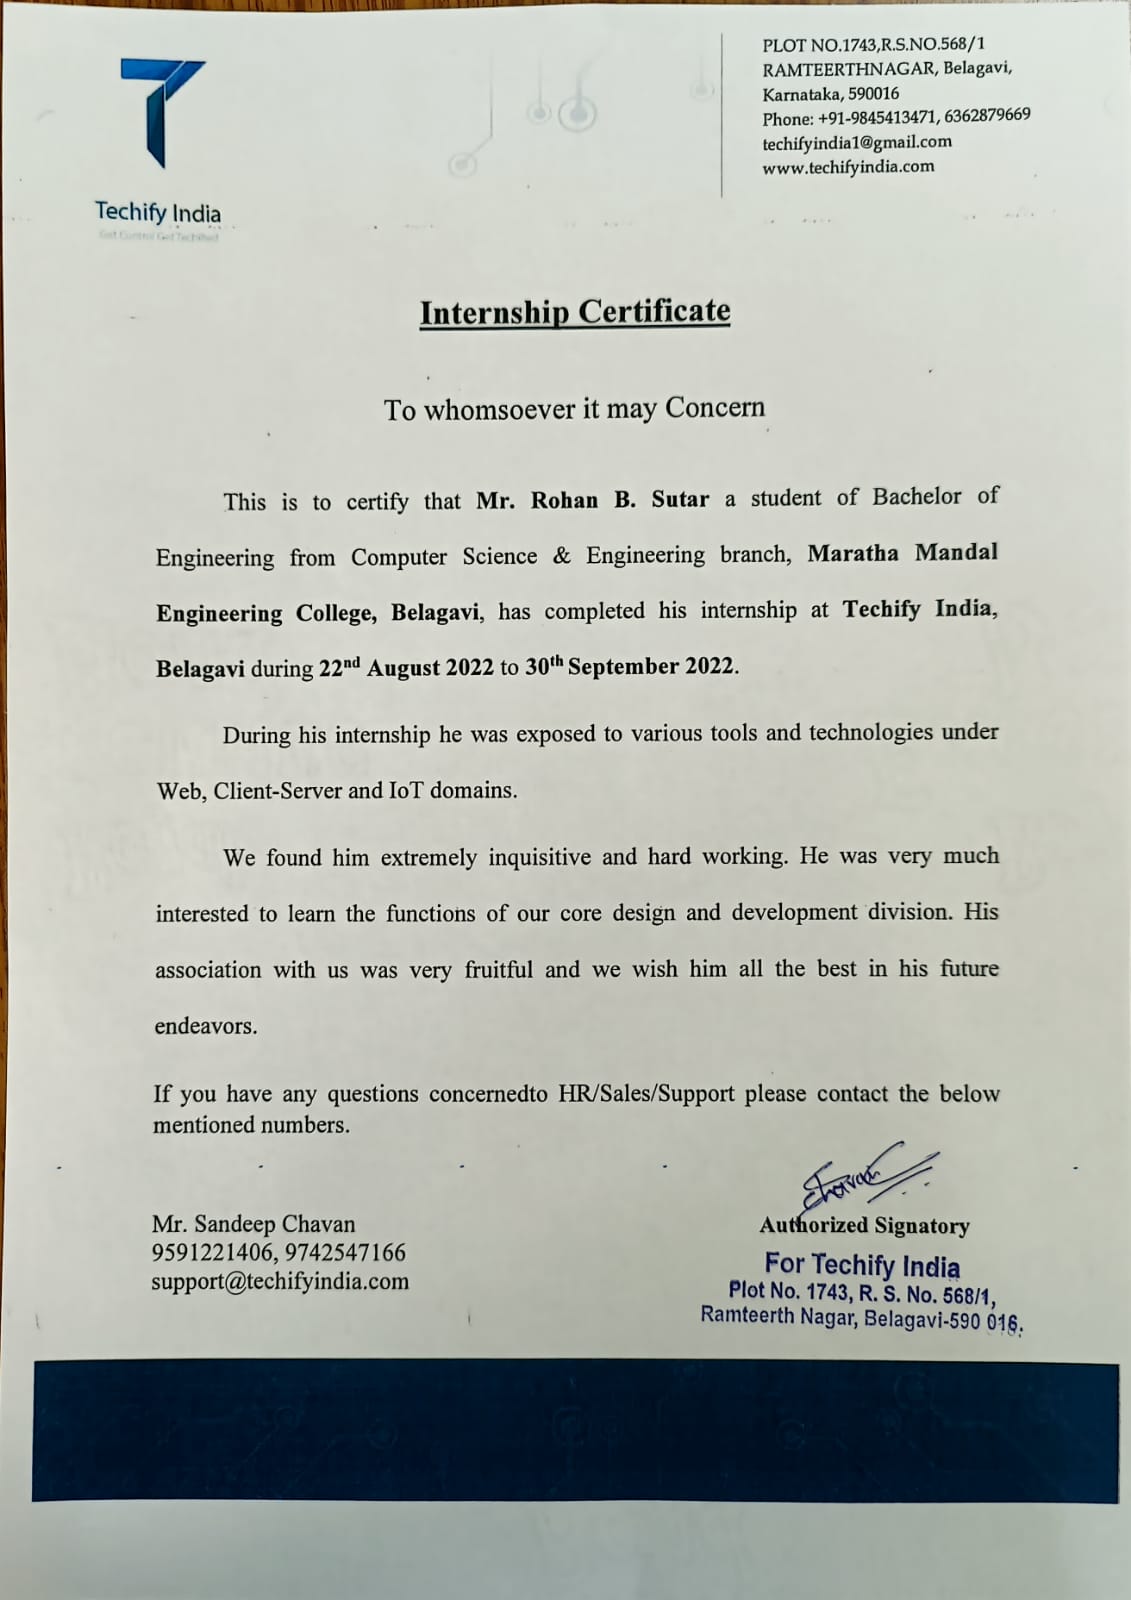 PLOT NO.1743,R.S.NO.568/1
RAMTEERTHNAGAR, Belagavi,
Karnataka, 590016
Phone: +91-9845413471, 6362879669
techifyindia1@gmail.com
www.techifyindia.com
Techify India
Get Control Get Techified
Internship Certificate
To whomsoever it may Concern
This is to certify that Mr. Rohan B. Sutar a student of Bachelor of
Engineering from Computer Science & Engineering branch, Maratha Mandal
Engineering College, Belagavi, has completed his internship at Techify India,
Belagavi during 22nd August 2022 to 30th September 2022.
During his internship he was exposed to various tools and technologies under
Web, Client-Server and IoT domains.
We found him extremely inquisitive and hard working. He was very much
interested to learn the functions of our core design and development division. His
association with us was very fruitful and we wish him all the best in his future
endeavors.
If you have any questions concernedto HR/Sales/Support please contact the below
mentioned numbers.
Mr. Sandeep Chavan
9591221406, 9742547166
support@techifyindia.com
Schavan
Authorized Signatory
For Techify India
Plot No. 1743, R. S. No. 568/1,
Ramteerth Nagar, Belagavi-590 016.